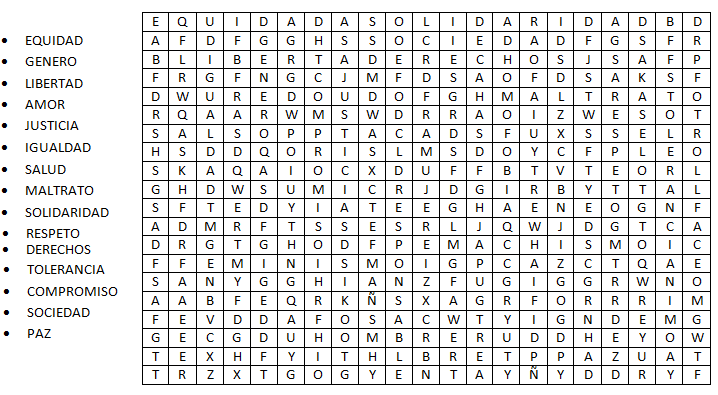 • EQUIDAD
• GENERO
• LIBERTAD
• AMOR
• JUSTICIA
• IGUALDAD
• SALUD
• MALTRATO
• SOLIDARIDAD
• RESPETO
• DERECHOS
• TOLERANCIA
• COMPROMISO
• SOCIEDAD
• PAZ
E Q U I D A D A S O L I D A R I D A D B D
A F D F G G H S S O C I E D A D F G S F R
B L I B E R T A D E R E C H O S J S A F P
F R G F N G C J M F D S A O F D S A K S F
D W U R E D O U D O F G H M A L T R A T O
R Q A A R W M S W D R R A O I Z W E S O T
S A L S O P P T A C A D S F U X S S E L R
H S D D Q O R I S L M S D O Y C F P L E O
S K A Q A I O C X D U F F B T V T E O R L
G H D W S U M I C R J D G I R B Y T T A L
S F T E D Y I A T E E G H A E N E O G N F
A D M R F T S S E S R L J Q W J D G T C A
D R G T G H O D F P E M A C H I S M O I C
F F E M I N I S M O I G P C A Z C T Q A E
S A N Y G G H I A N Z F U G I G G R W N O
A A B F E Q R K Ñ S X A G R F O R R R I M
F E V D D A F O S A C W T Y I G N D E M G
G E C G D U H O M B R E R U D D H E Y O W
T E X H F Y I T H L B R E T P P A Z U A T
T R Z X T G O G Y E N T A Y Ñ Y D D R Y F